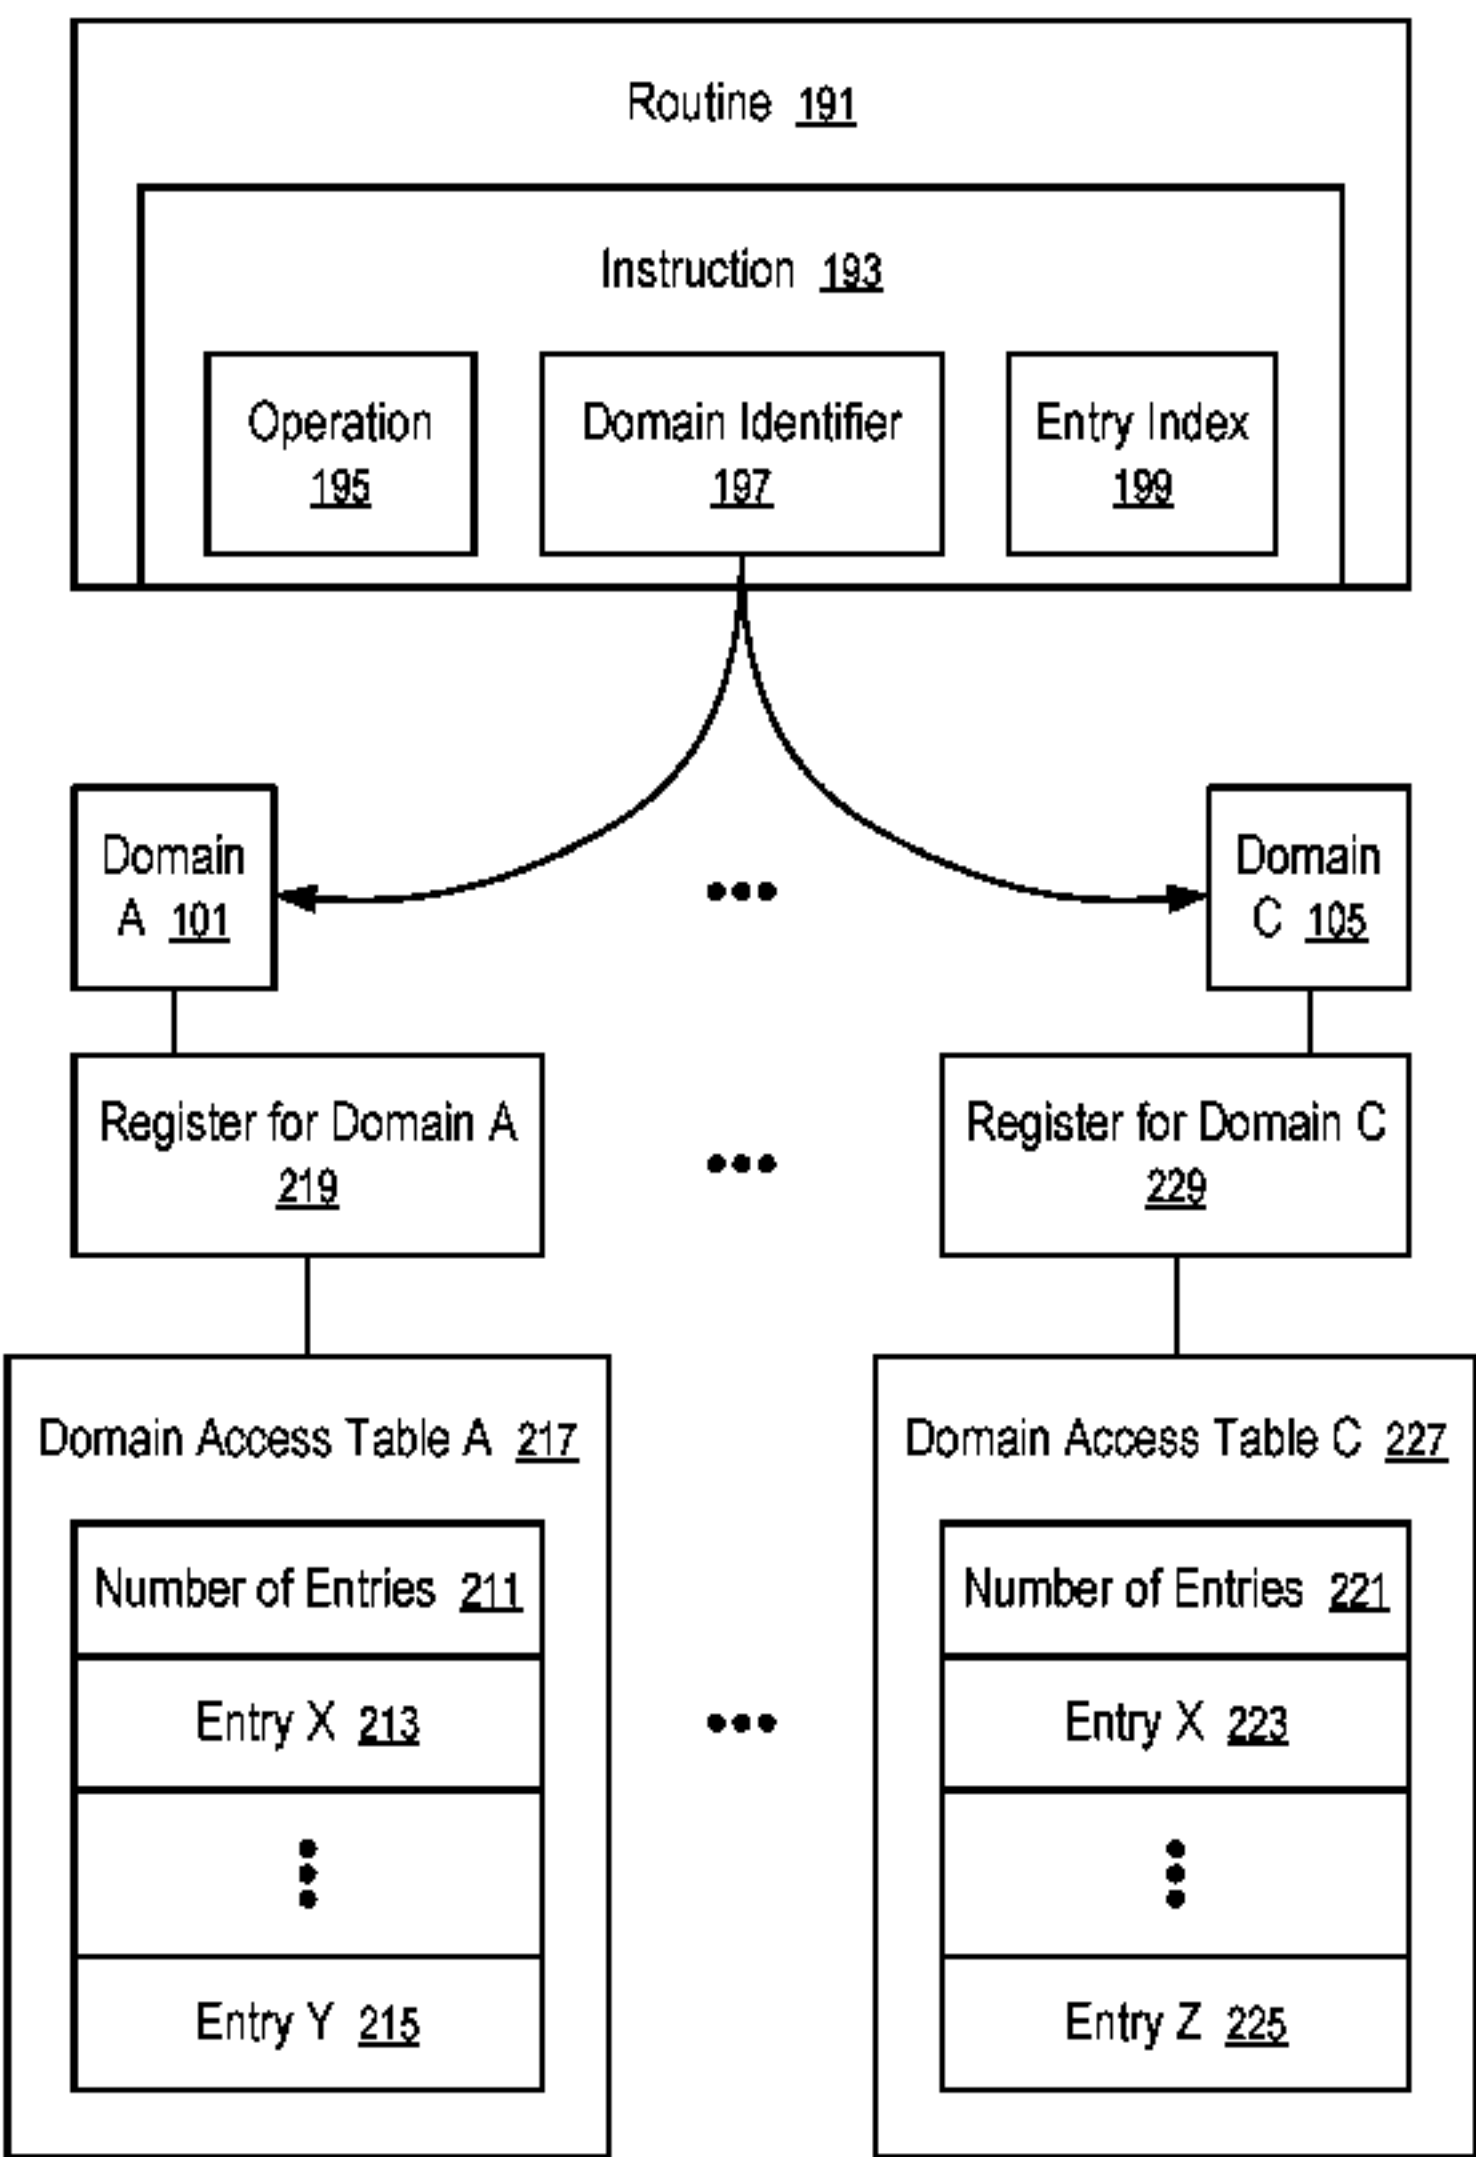 Routine 191
Instruction 193
Operation
195
Domain Identifier
197
Entry Index
199
Domain
A 101
Domain
C 105
Register for Domain A
219
Register for Domain C
229
Domain Access Table A 217
Number of Entries 211
Entry X 213
Entry Y 215
Domain Access Table C 227
Number of Entries 221
Entry X 223
Entry Z 225